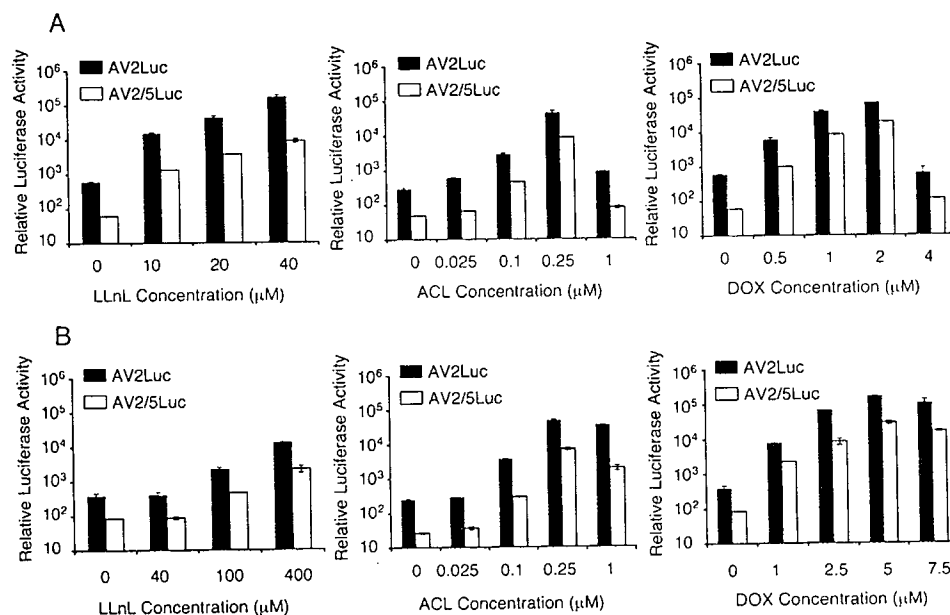 A
Relative Luciferase Activity
10⁶
10⁵
10⁴
10³
10²
10
AV2Luc
AV2/5Luc
0 10 20 40
LLnL Concentration (μM)
Relative Luciferase Activity
10⁶
10⁵
10⁴
10³
10²
10
AV2Luc
AV2/5Luc
0 0.025 0.1 0.25 1
ACL Concentration (μM)
Relative Luciferase Activity
10⁶
10⁵
10⁴
10³
10²
10
AV2Luc
AV2/5Luc
0 0.5 1 2 4
DOX Concentration (μM)
B
Relative Luciferase Activity
10⁶
10⁵
10⁴
10³
10²
10
AV2Luc
AV2/5Luc
0 40 100 400
LLnL Concentration (μM)
Relative Luciferase Activity
10⁶
10⁵
10⁴
10³
10²
10
AV2Luc
AV2/5Luc
0 0.025 0.1 0.25 1
ACL Concentration (μM)
Relative Luciferase Activity
10⁶
10⁵
10⁴
10³
10²
10
AV2Luc
AV2/5Luc
0 1 2.5 5 7.5
DOX Concentration (μM)